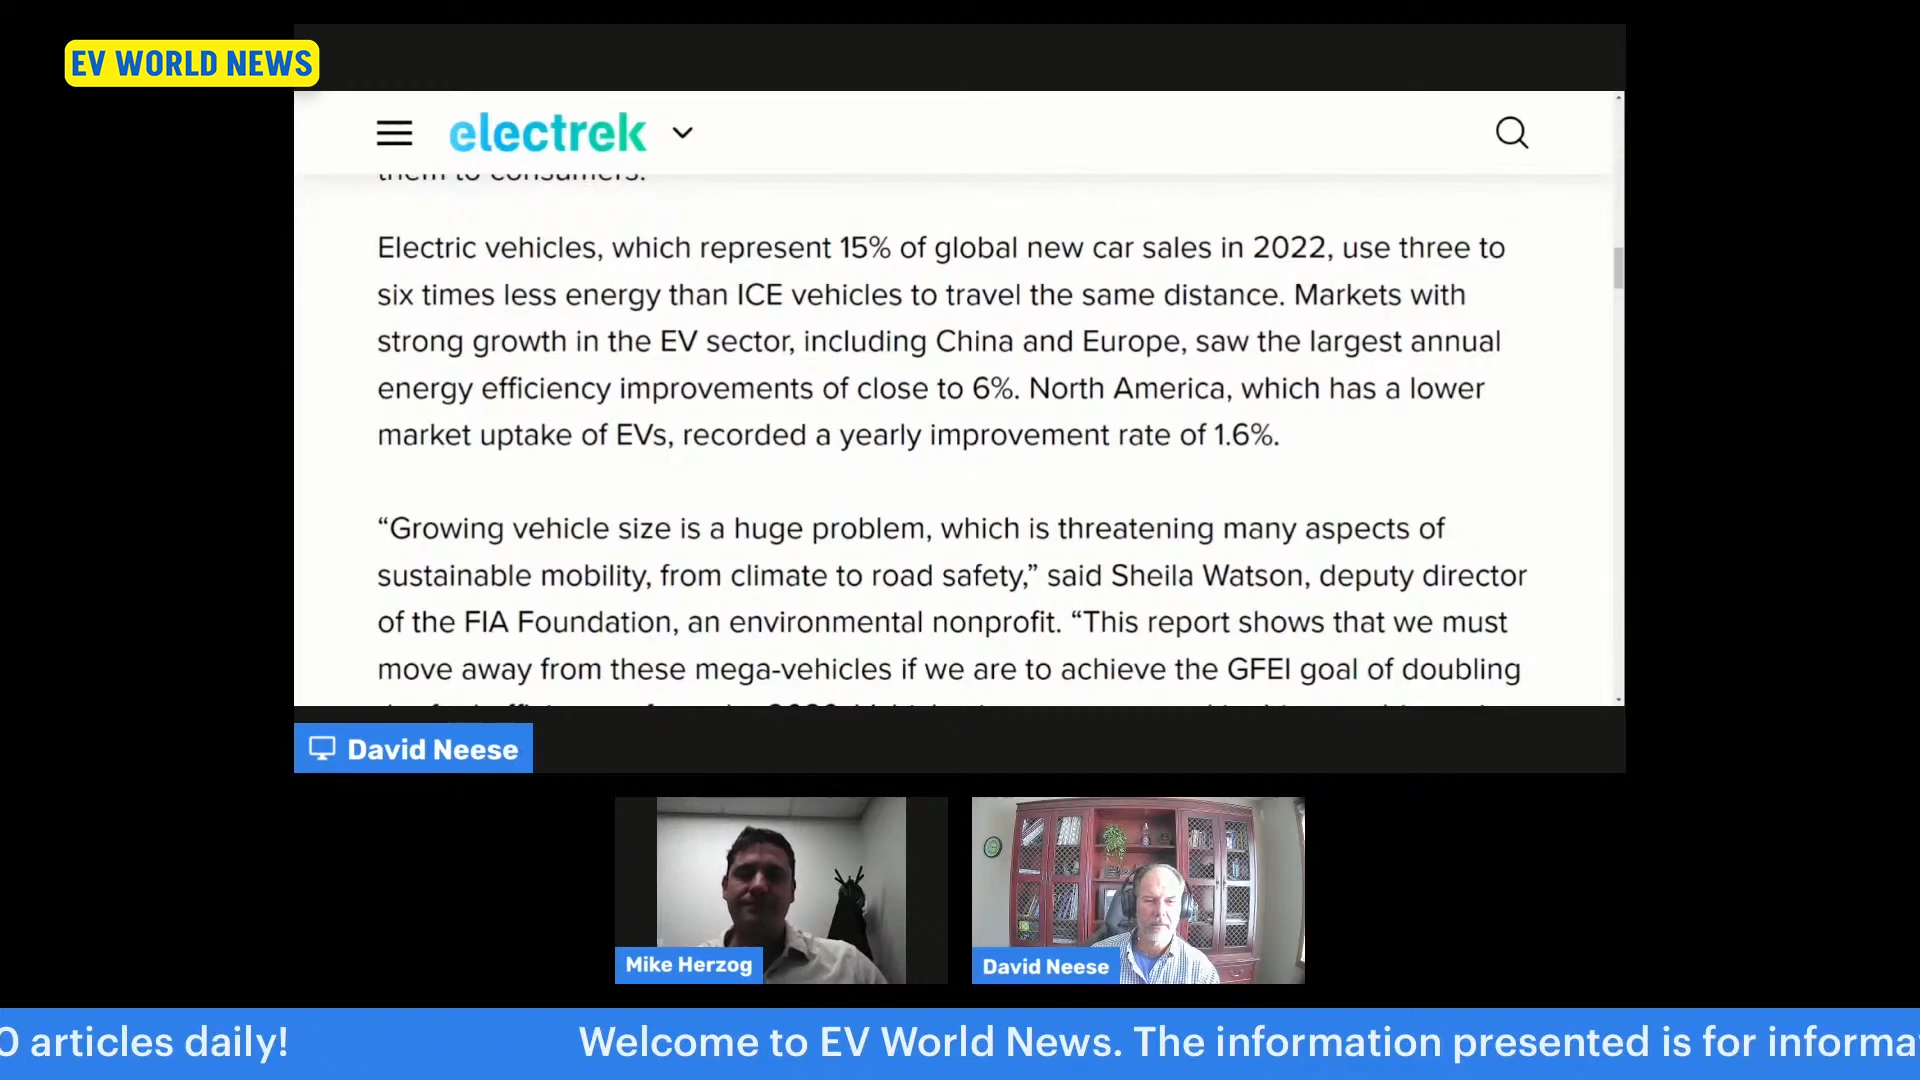 EV WORLD NEWS
electrek
them to consumers.
Electric vehicles, which represent 15% of global new car sales in 2022, use three to
six times less energy than ICE vehicles to travel the same distance. Markets with
strong growth in the EV sector, including China and Europe, saw the largest annual
energy efficiency improvements of close to 6%. North America, which has a lower
market uptake of EVs, recorded a yearly improvement rate of 1.6%.
“Growing vehicle size is a huge problem, which is threatening many aspects of
sustainable mobility, from climate to road safety,” said Sheila Watson, deputy director
of the FIA Foundation, an environmental nonprofit. “This report shows that we must
move away from these mega-vehicles if we are to achieve the GFEI goal of doubling
David Neese
Mike Herzog
David Neese
articles daily! Welcome to EV World News. The information presented is for informa